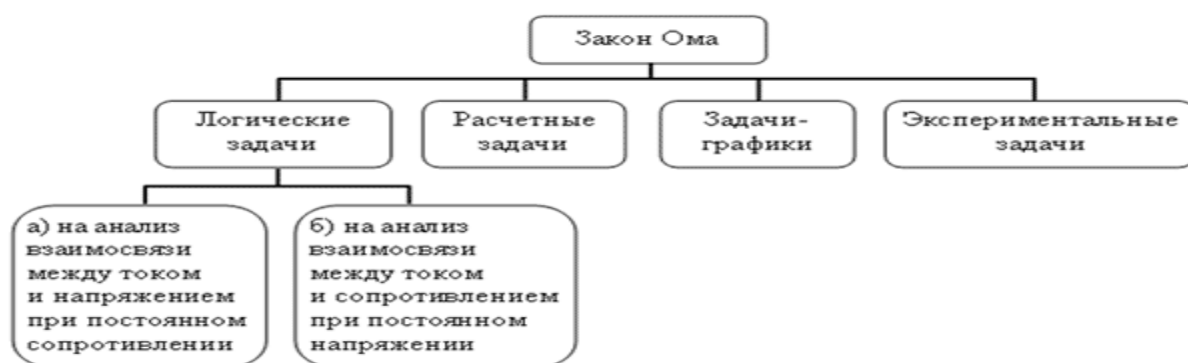 Закон Ома
Логические
задачи
Расчетные
задачи
Задачи-
графики
Экспериментальные
задачи
а) на анализ
взаимосвязи
между током
и напряжением
при постоянном
сопротивлении
б) на анализ
взаимосвязи
между током
и сопротивлением
при постоянном
напряжении